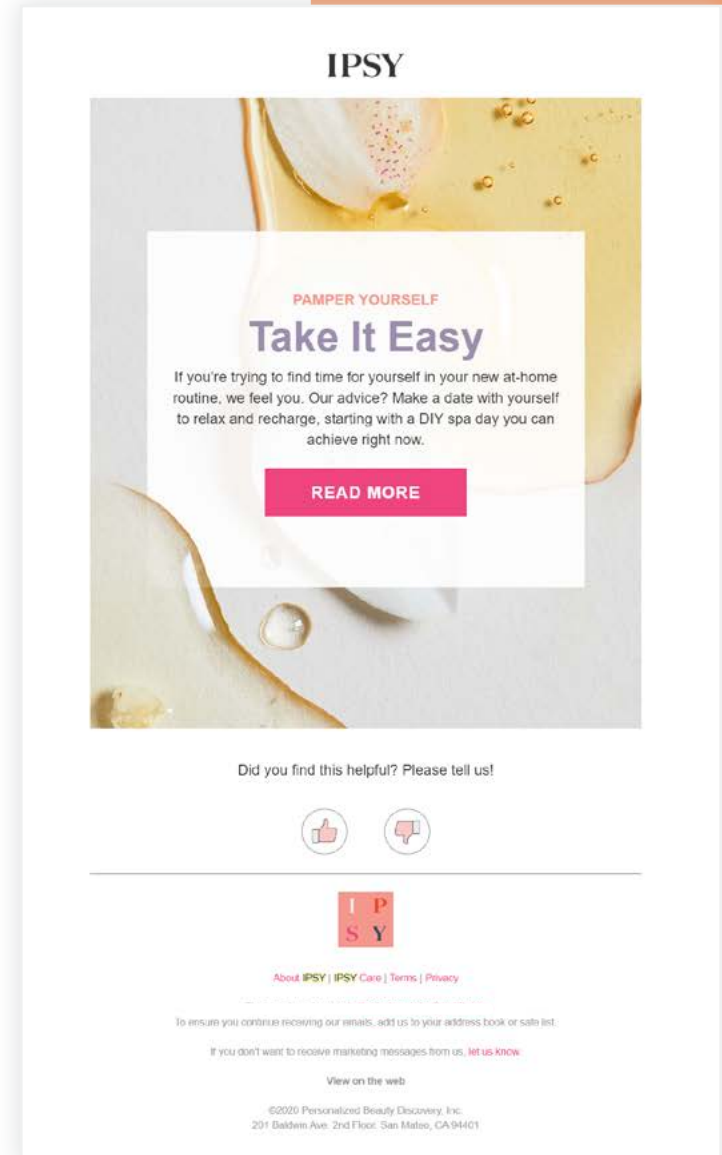 IPSY
PAMPER YOURSELF
Take It Easy
If you're trying to find time for yourself in your new at-home
routine, we feel you. Our advice? Make a date with yourself
to relax and recharge, starting with a DIY spa day you can
achieve right now.
READ MORE
Did you find this helpful? Please tell us!
I P
S Y
About IPSY | IPSY Care | Terms | Privacy
To ensure you continue receiving our emails, add us to your address book or safe list.
If you don't want to receive marketing messages from us, let us know.
View on the web
©2020 Personalized Beauty Discovery, Inc.
201 Baldwin Ave. 2nd Floor. San Mateo, CA 94401